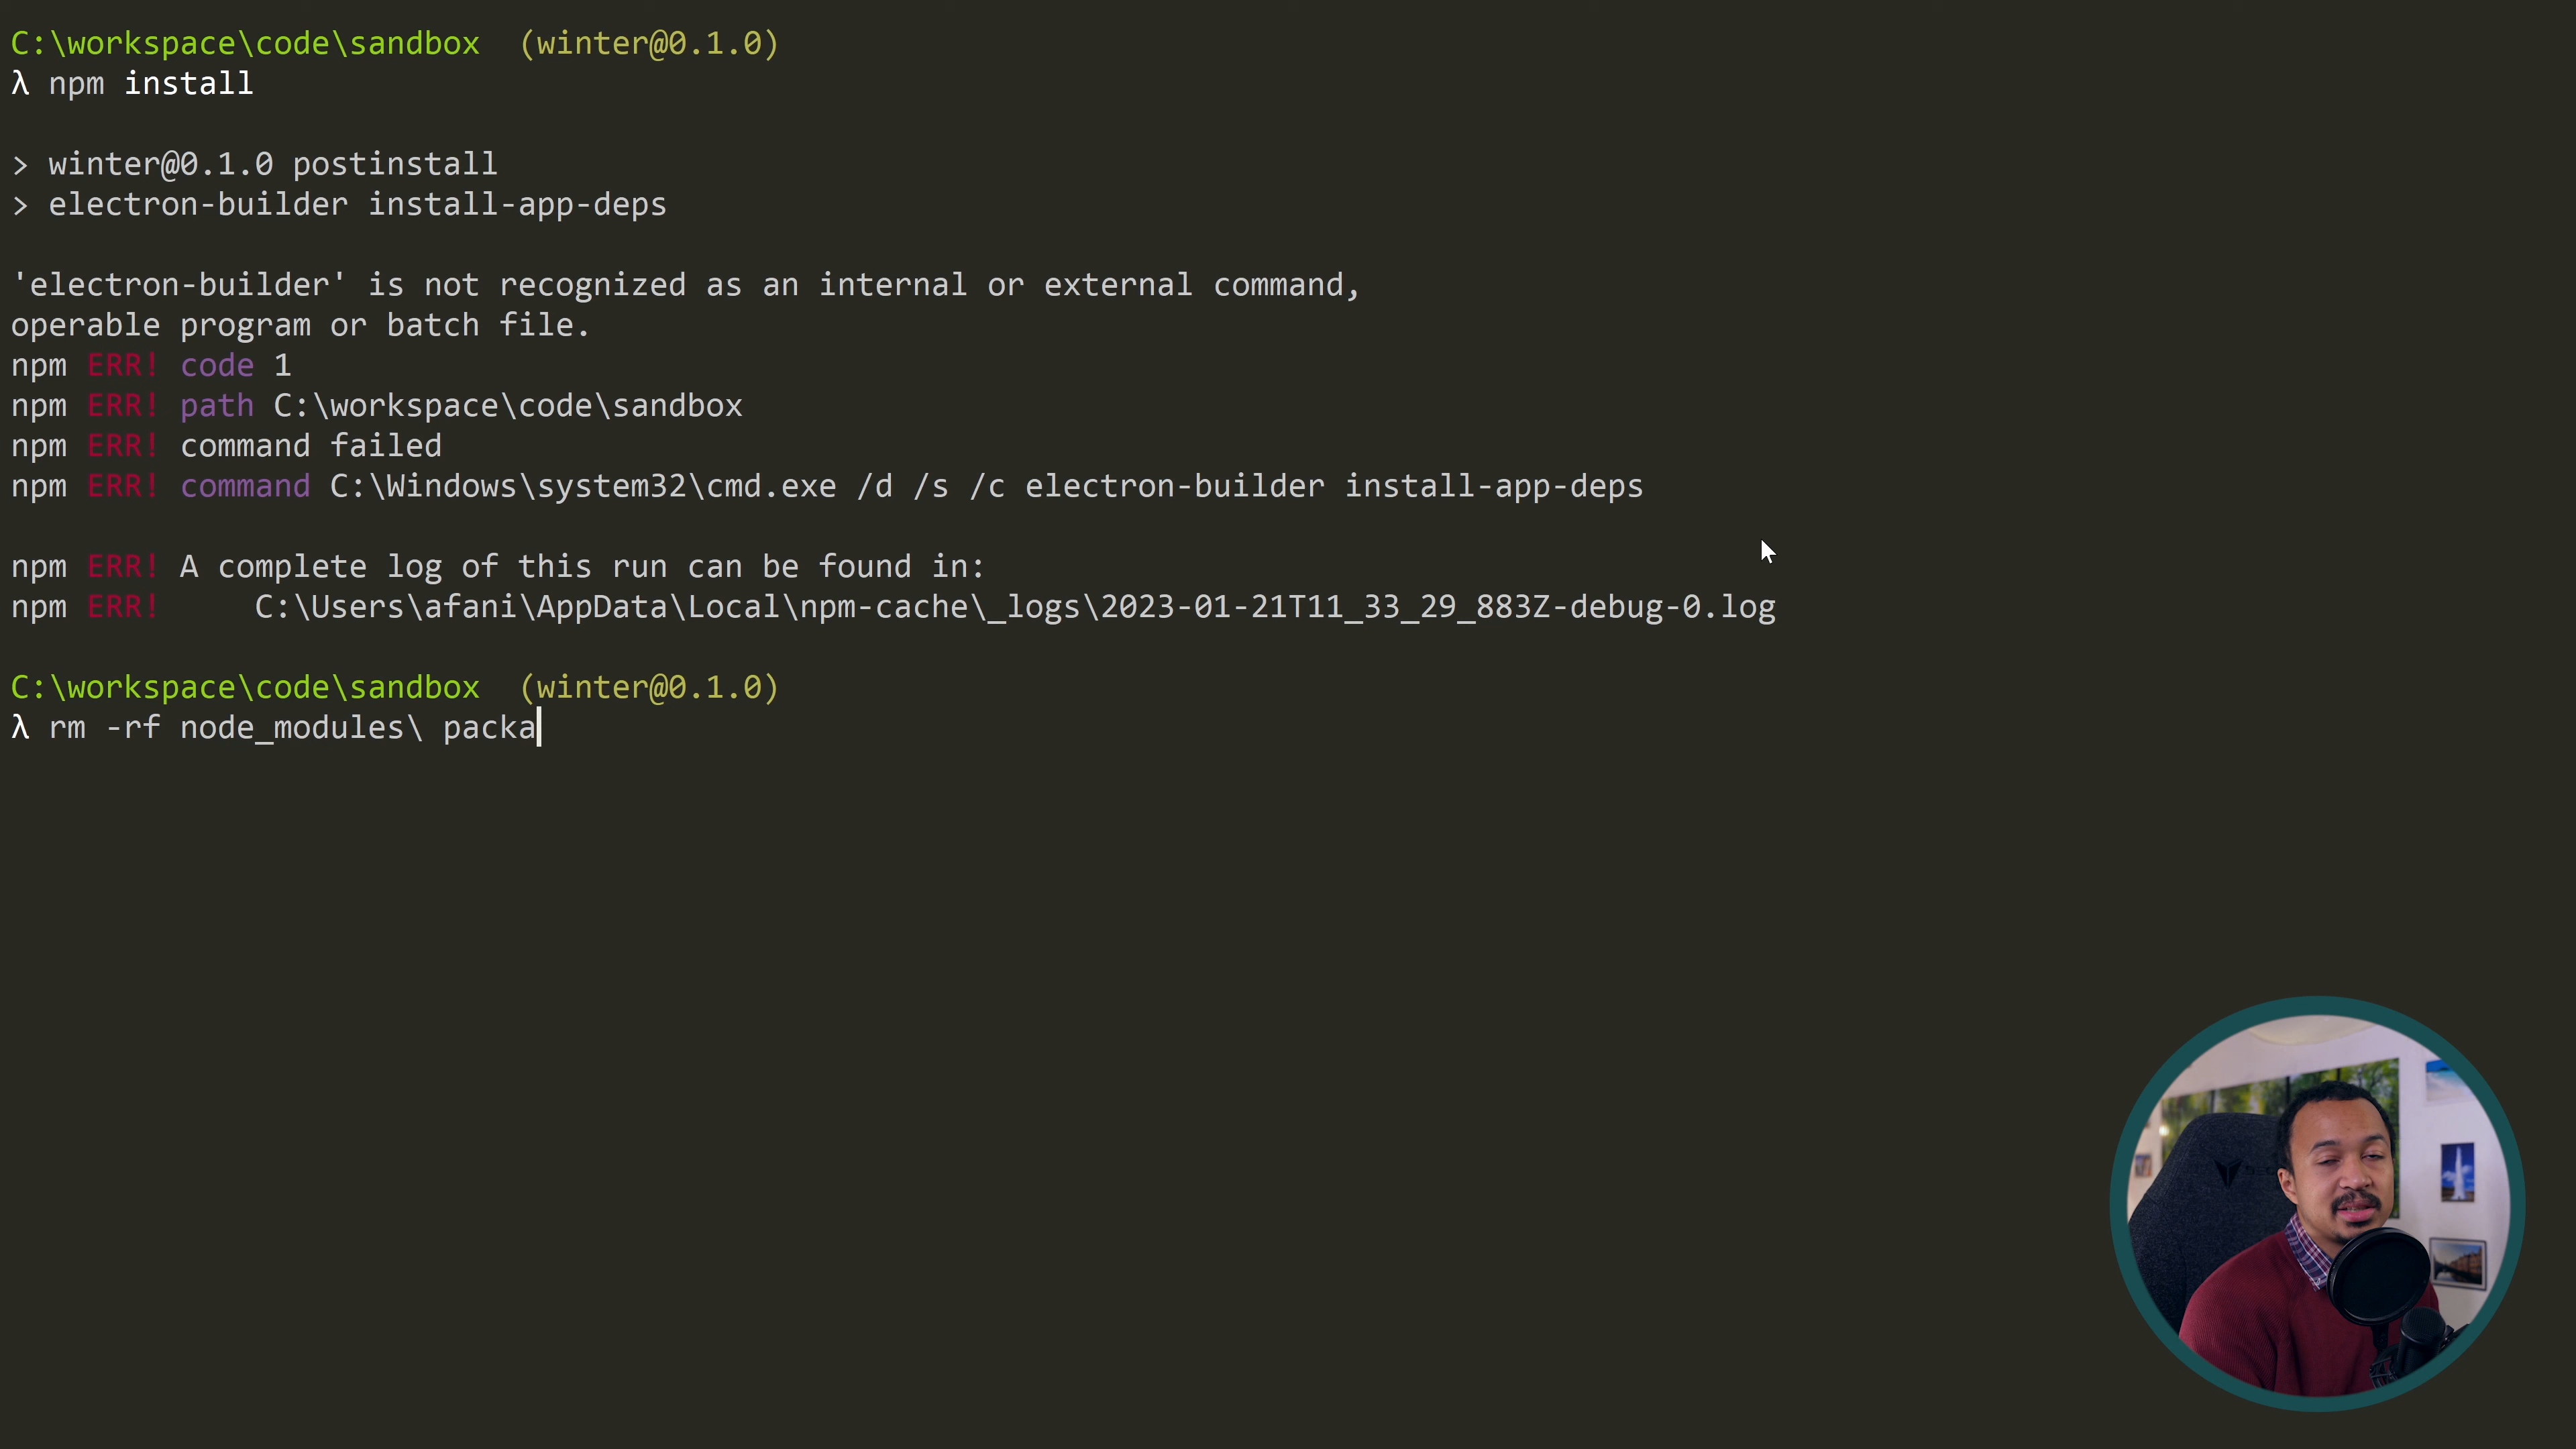 C:\workspace\code\sandbox  (winter@0.1.0)
λ npm install
> winter@0.1.0 postinstall
> electron-builder install-app-deps
'electron-builder' is not recognized as an internal or external command,
operable program or batch file.
npm ERR! code 1
npm ERR! path C:\workspace\code\sandbox
npm ERR! command failed
npm ERR! command C:\Windows\system32\cmd.exe /d /s /c electron-builder install-app-deps
npm ERR! A complete log of this run can be found in:
npm ERR!     C:\Users\afani\AppData\Local\npm-cache\_logs\2023-01-21T11_33_29_883Z-debug-0.log
C:\workspace\code\sandbox  (winter@0.1.0)
λ rm -rf node_modules\ packa